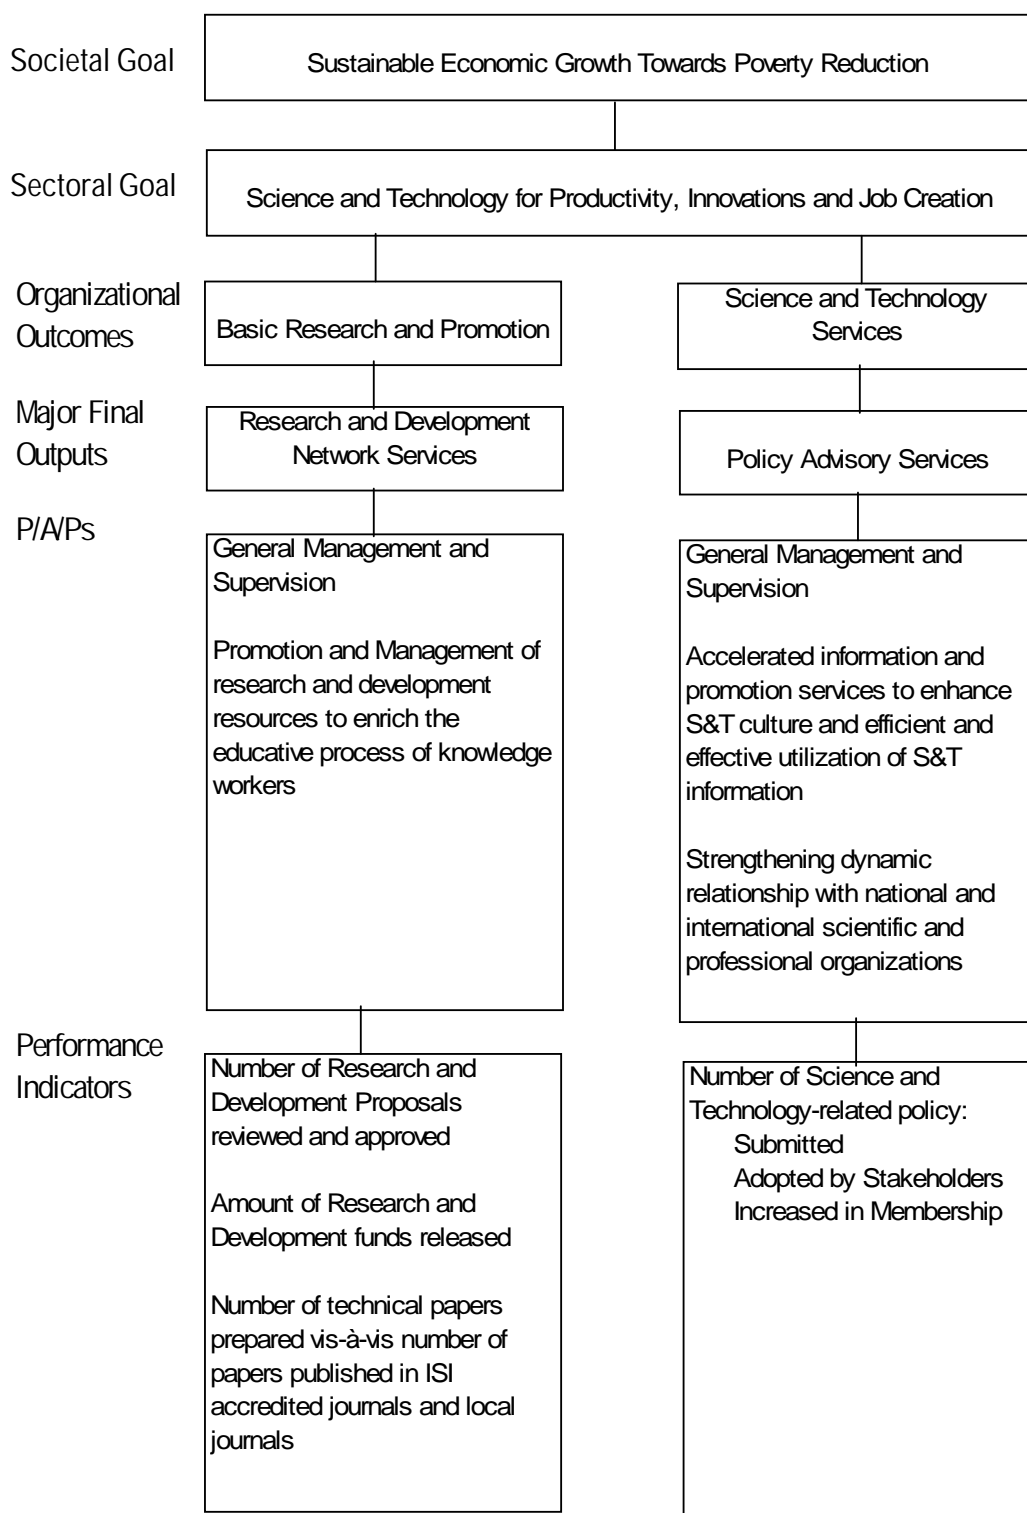 Societal Goal
Sustainable Economic Growth Towards Poverty Reduction
Sectoral Goal
Science and Technology for Productivity, Innovations and Job Creation
Organizational
Outcomes
Basic Research and Promotion
Science and Technology
Services
Major Final
Outputs
Research and Development
Network Services
Policy Advisory Services
P/A/Ps
General Management and
Supervision
Promotion and Management of
research and development
resources to enrich the
educative process of knowledge
workers
General Management and
Supervision
Accelerated information and
promotion services to enhance
S&T culture and efficient and
effective utilization of S&T
information
Strengthening dynamic
relationship with national and
international scientific and
professional organizations
Performance
Indicators
Number of Research and
Development Proposals
reviewed and approved
Amount of Research and
Development funds released
Number of technical papers
prepared vis-à-vis number of
papers published in ISI
accredited journals and local
journals
Number of Science and
Technology-related policy:
Submitted
Adopted by Stakeholders
Increased in Membership